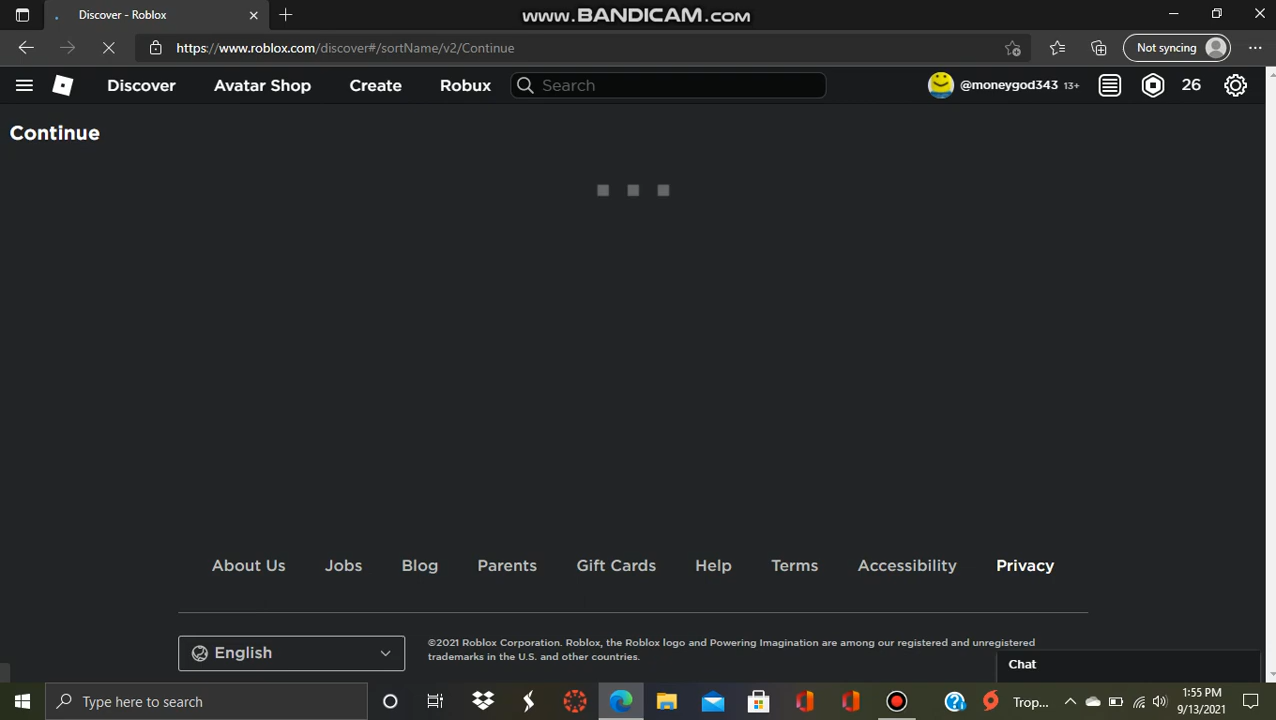 Discover - Roblox
www.BANDICAM.com
https://www.roblox.com/discover#/sortName/v2/Continue
Not syncing
Discover
Avatar Shop
Create
Robux
Search
@moneygod343 13+
26
Continue
About Us
Jobs
Blog
Parents
Gift Cards
Help
Terms
Accessibility
Privacy
English
©2021 Roblox Corporation. Roblox, the Roblox logo and Powering Imagination are among our registered and unregistered
trademarks in the U.S. and other countries.
Chat
Type here to search
Trop...
1:55 PM
9/13/2021